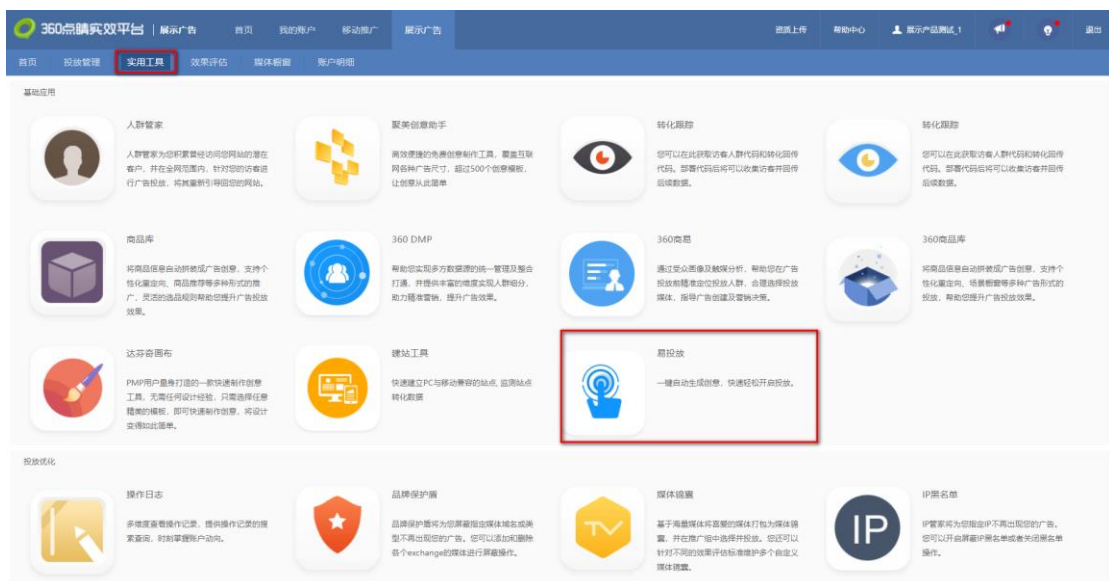 360点睛实效平台 | 展示广告 首页 我的账户 移动推广 展示广告 资质上传 帮助中心 展示产品测试_1 退出
首页 投放管理 实用工具 效果评估 媒体橱窗 账户明细
基础应用
人群管家
人群管家为您积累曾经访问您网站的潜在
客户，并在全网范围内，针对您的访客进
行广告投放，将其重新引导回您的网站。
聚美创意助手
高效便捷的免费创意制作工具，覆盖互联
网各种广告尺寸，超过500个创意模板，
让创意从此简单
转化跟踪
您可以在此获取访客人群代码和转化回传
代码。部署代码后将可以收集访客并回传
后续数据。
转化跟踪
您可以在此获取访客人群代码和转化回传
代码。部署代码后将可以收集访客并回传
后续数据。
商品库
将商品信息自动拼装成广告创意，支持个
性化重定向、商品推荐等多种形式的推
广，灵活的选品规则帮助您提升广告投放
效果。
360 DMP
帮助您实现多方数据源的统一管理及整合
打通，并提供丰富的维度实现人群细分，
助力精准营销，提升广告效果。
360商易
通过受众画像及触媒分析，帮助您在广告
投放前精准定位投放人群，合理选择投放
媒体，指导广告创建及营销决策。
360商品库
将商品信息自动拼装成广告创意，支持个
性化重定向、场景橱窗等多种广告形式的
投放，帮助您提升广告投放效果。
达芬奇画布
PMP用户量身打造的一款快速制作创意
工具，无需任何设计经验，只需选择任意
精美的模板，即可快速制作创意，将设计
变得如此简单。
建站工具
快速建立PC与移动兼容的站点，监测站点
转化数据
易投放
一键自动生成创意，快速轻松开启投放。
投放优化
操作日志
多维度查看操作记录，提供操作记录的搜
索查询，时刻掌握账户动向。
品牌保护盾
品牌保护盾将为您屏蔽指定媒体域名或类
型不再出现您的广告。您可以添加和删除
各个exchange的媒体进行屏蔽操作。
TV
媒体锦囊
基于海量媒体将喜爱的媒体打包为媒体锦
囊，并在推广组中选择并投放。您还可以
针对不同的效果评估标准维护多个自定义
媒体锦囊。
IP
IP黑名单
IP管家将为您指定IP不再出现您的广告。
您可以开启屏蔽IP黑名单或者关闭黑名单
操作。